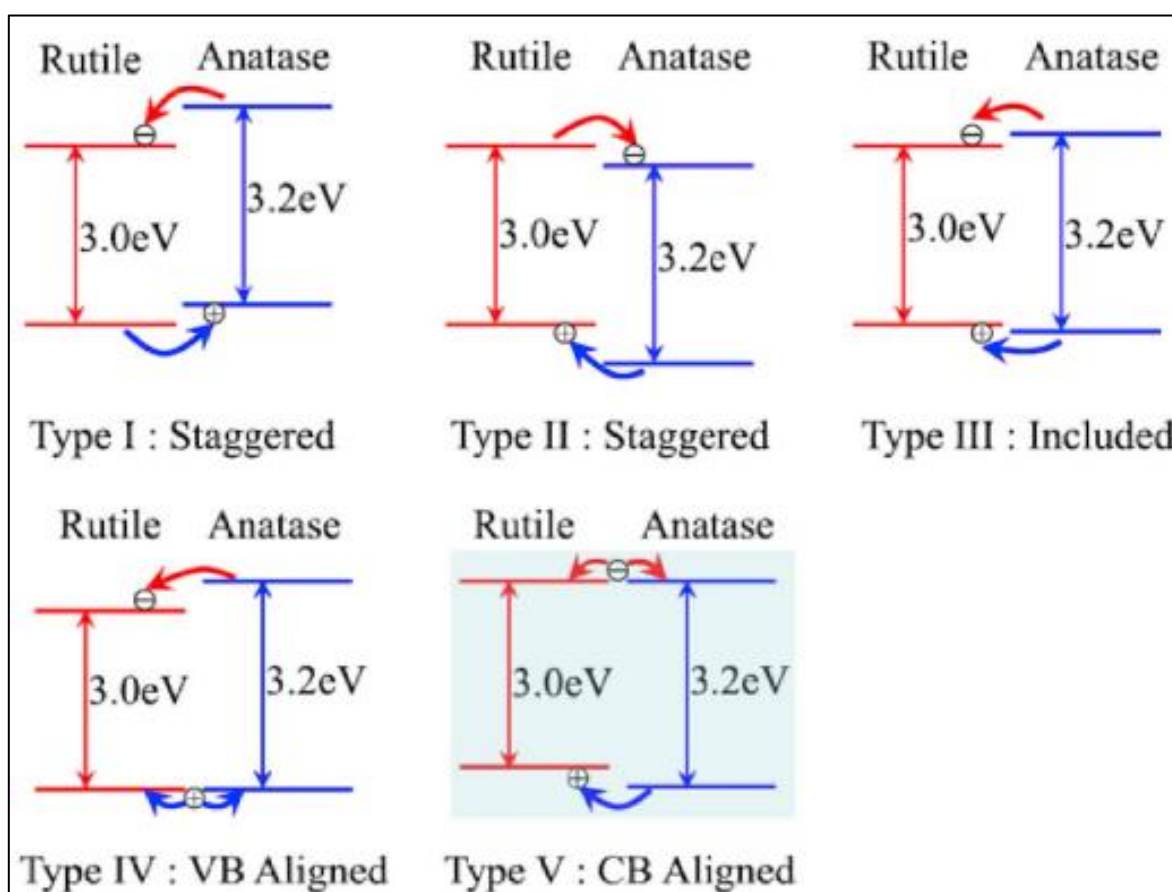 Rutile Anatase
3.0eV 3.2eV
Type I : Staggered
Rutile Anatase
3.0eV 3.2eV
Type II : Staggered
Rutile Anatase
3.0eV 3.2eV
Type III : Included
Rutile Anatase
3.0eV 3.2eV
Type IV : VB Aligned
Rutile Anatase
3.0eV 3.2eV
Type V : CB Aligned